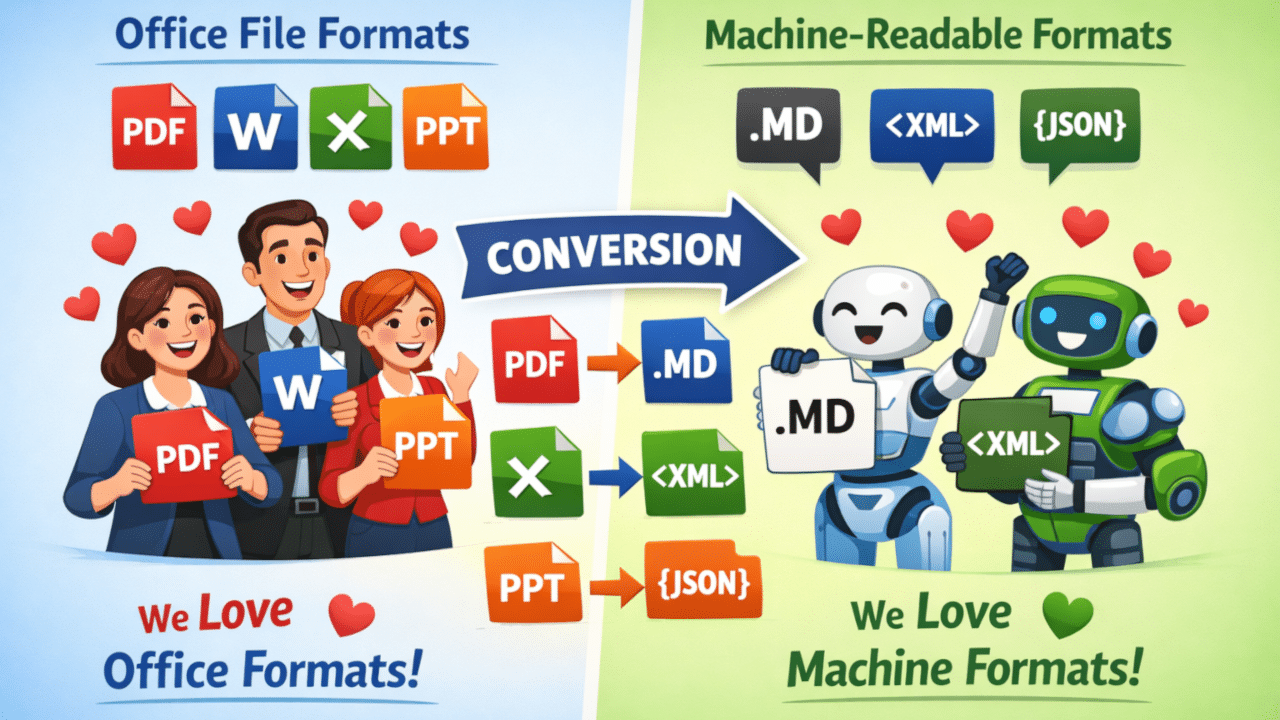 Office File Formats
PDF
W
X
PPT
PDF
W
PPT
We Love
Office Formats!
CONVERSION
PDF
.MD
X
<XML>
PPT
{JSON}
Machine-Readable Formats
.MD
<XML>
{JSON}
.MD
<XML>
We Love
Machine Formats!